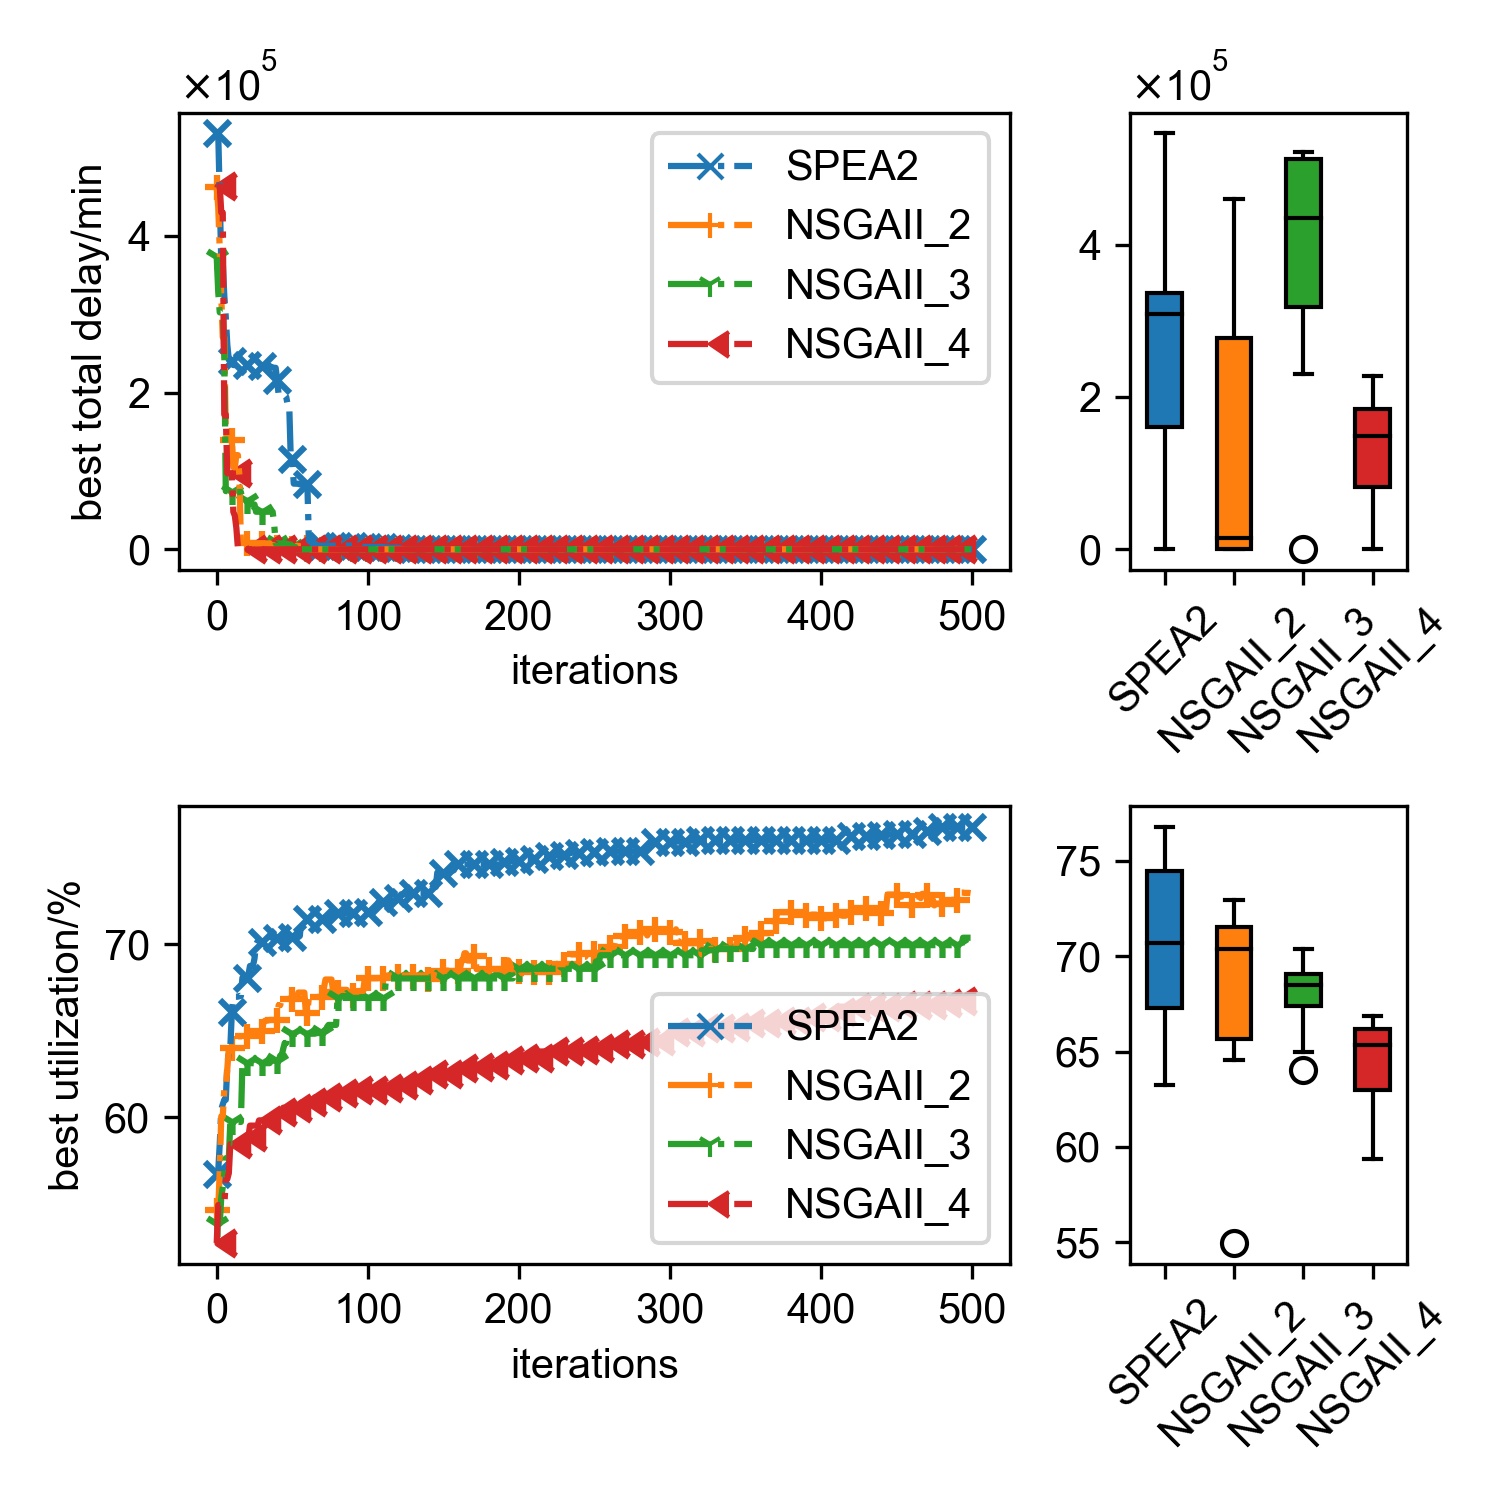 ×10^5
best total delay/min
4
2
0
0 100 200 300 400 500
iterations
SPEA2
NSGAII_2
NSGAII_3
NSGAII_4
×10^5
4
2
0
SPEA2
NSGAII_2
NSGAII_3
NSGAII_4
best utilization/%
70
60
0 100 200 300 400 500
iterations
SPEA2
NSGAII_2
NSGAII_3
NSGAII_4
75
70
65
60
55
SPEA2
NSGAII_2
NSGAII_3
NSGAII_4